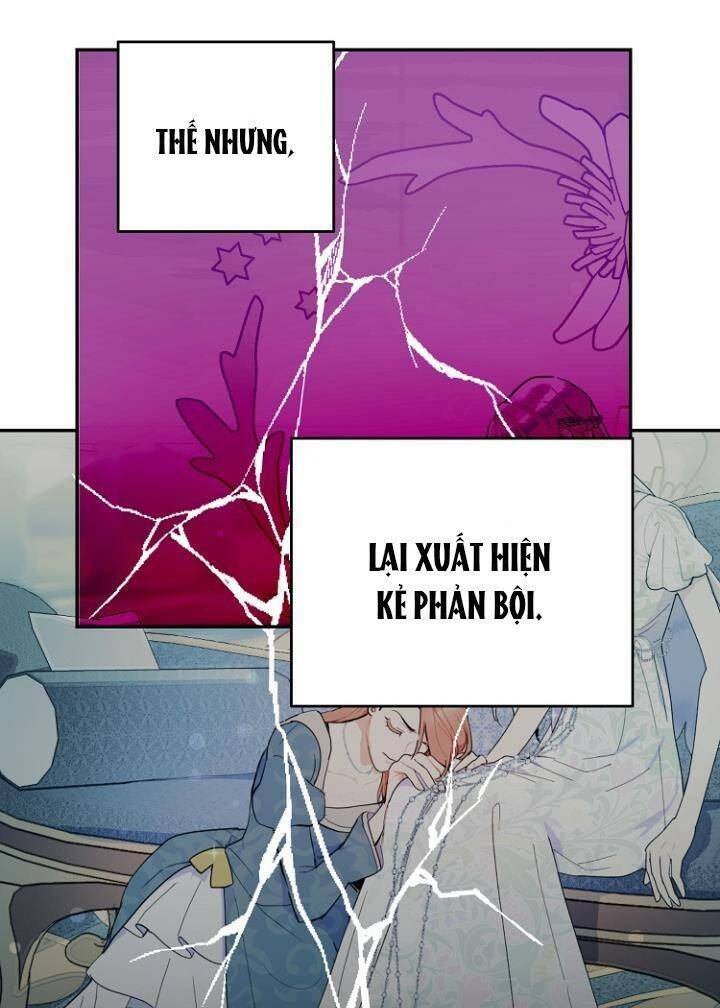 THẾ NHƯNG,
LẠI XUẤT HIỆN
KẺ PHẢN BỘI.